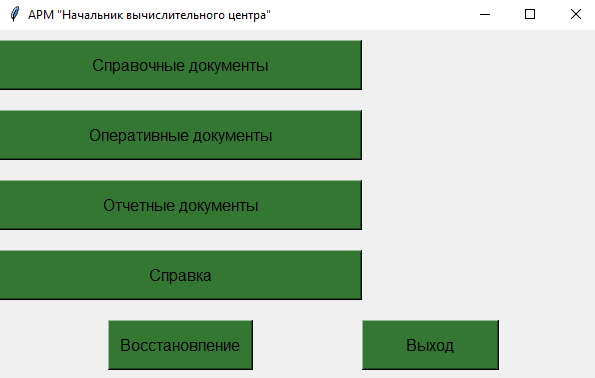 АРМ "Начальник вычислительного центра"
Справочные документы
Оперативные документы
Отчетные документы
Справка
Восстановление Выход